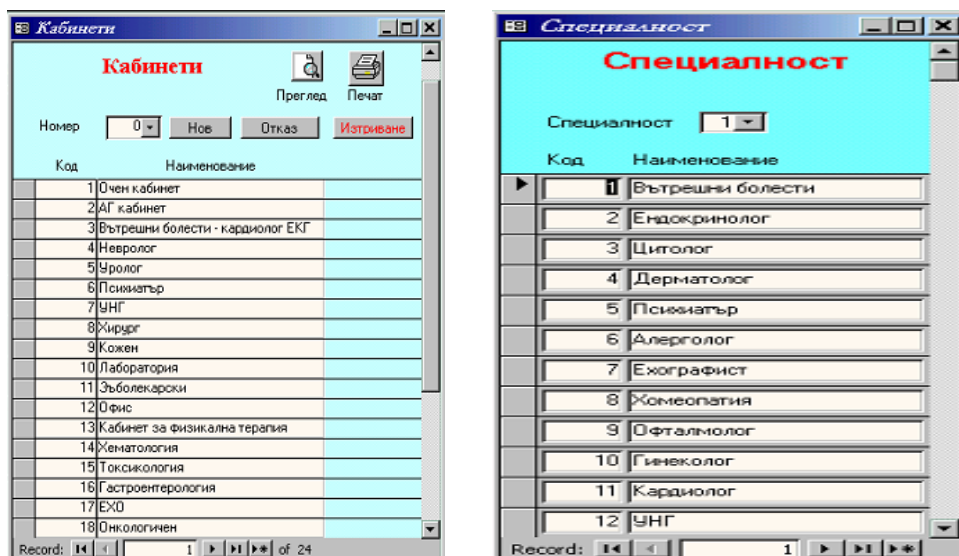 Кабинети
Кабинети
Преглед Печат
Номер 0 Нов Отказ Изтриване
Код Наименование
1 Очен кабинет
2 АГ кабинет
3 Вътрешни болести - кардиолог ЕКГ
4 Невролог
5 Уролог
6 Психиатър
7 УНГ
8 Хирург
9 Кожен
10 Лаборатория
11 Зъболекарски
12 Офис
13 Кабинет за физикална терапия
14 Хематология
15 Токсикология
16 Гастроентерология
17 ЕХО
18 Онкологичен
Record: 1 of 24
Специалност
Специалност
Специалност 1
Код Наименование
1 Вътрешни болести
2 Ендокринолог
3 Цитолог
4 Дерматолог
5 Психиатър
6 Алерголог
7 Ехографист
8 Хомеопатия
9 Офталмолог
10 Гинеколог
11 Кардиолог
12 УНГ
Record: 1